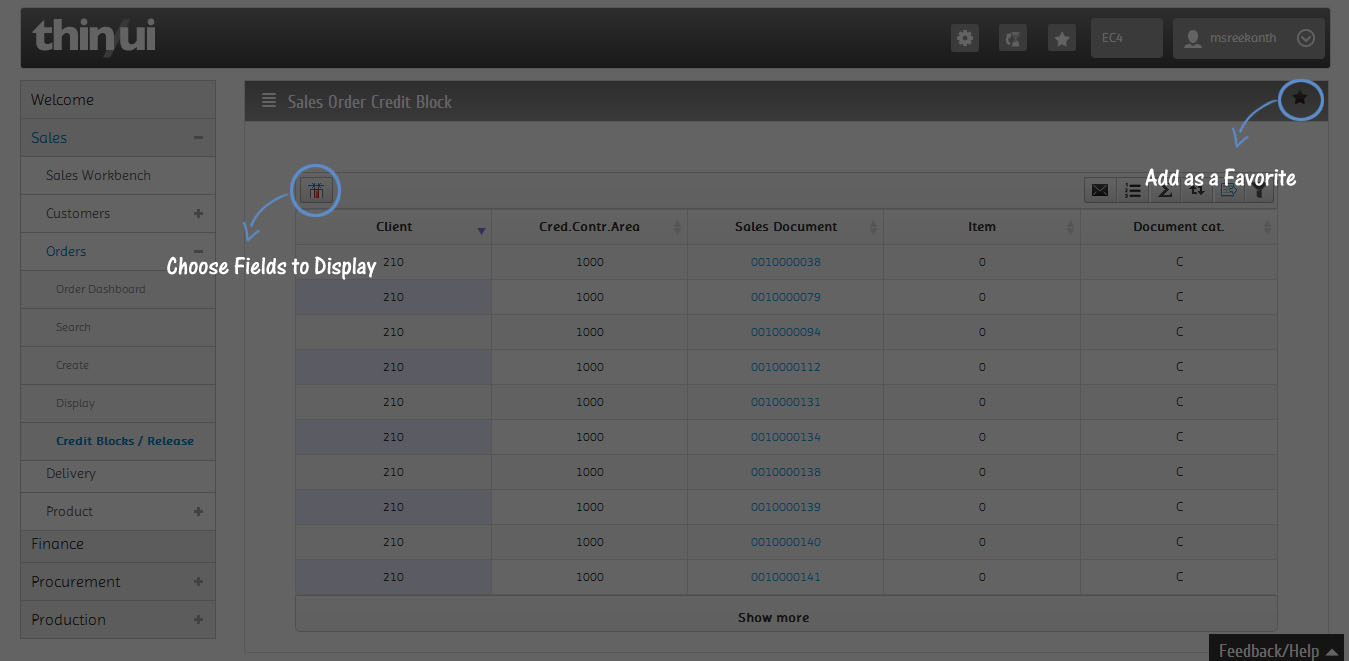 thin/ui
EC4
msreekanth
Welcome
Sales
Sales Workbench
Customers
Orders
Order Dashboard
Search
Create
Display
Credit Blocks / Release
Delivery
Product
Finance
Procurement
Production
Sales Order Credit Block
Add as a Favorite
Choose Fields to Display
Client Cred.Contr.Area Sales Document Item Document cat.
210 1000 0010000038 0 C
210 1000 0010000079 0 C
210 1000 0010000094 0 C
210 1000 0010000112 0 C
210 1000 0010000131 0 C
210 1000 0010000134 0 C
210 1000 0010000138 0 C
210 1000 0010000139 0 C
210 1000 0010000140 0 C
210 1000 0010000141 0 C
Show more
Feedback/Help